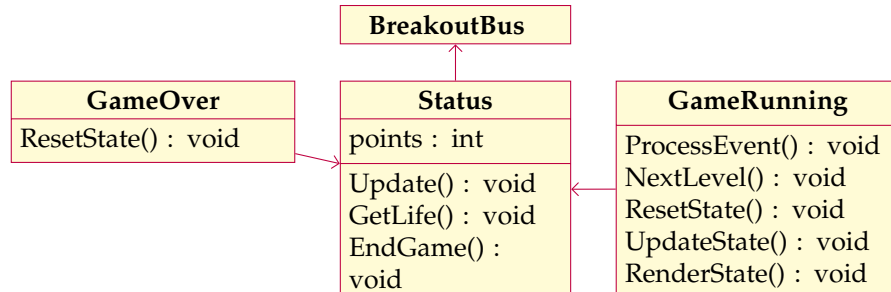 BreakoutBus
GameOver
ResetState() : void
Status
points : int
Update() : void
GetLife() : void
EndGame() :
void
GameRunning
ProcessEvent() : void
NextLevel() : void
ResetState() : void
UpdateState() : void
RenderState() : void